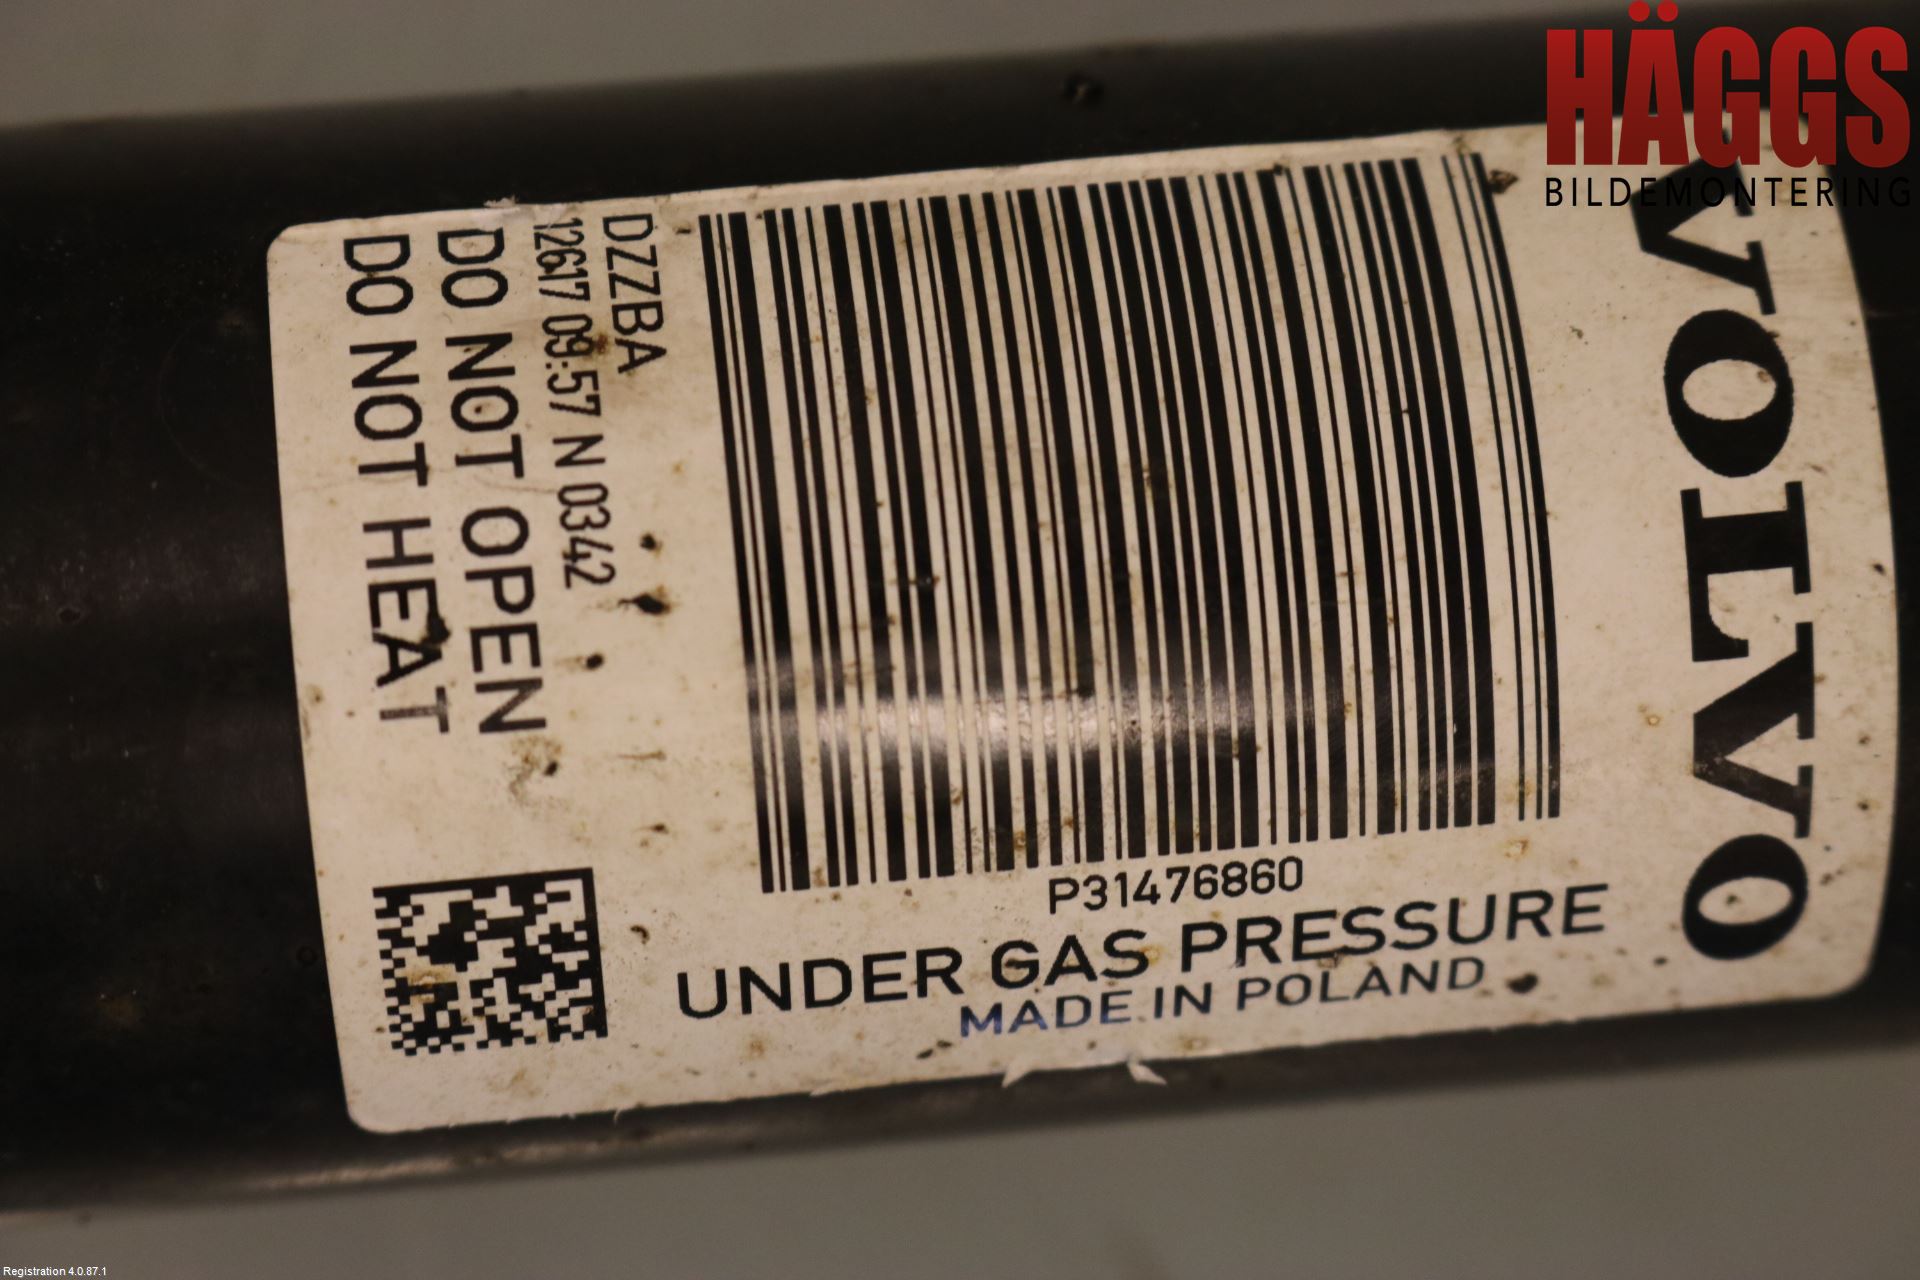 HÄGGS
BILDEMONTERING
VOLVO
P31476860
UNDER GAS PRESSURE
MADE IN POLAND
DZZBA
12617 09:57 N 0342
DO NOT OPEN
DO NOT HEAT
Registration 4.0.87.1